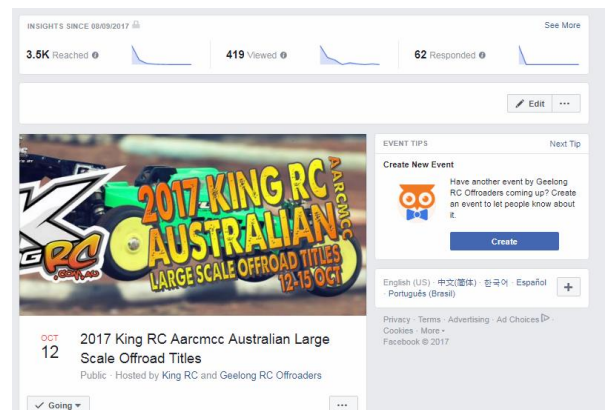 INSIGHTS SINCE 08/09/2017
See More
3.5K Reached
419 Viewed
62 Responded
Edit
2017 KING RC
AARCMCC
AUSTRALIAN
LARGE SCALE OFFROAD TITLES
12-15 OCT
K
NG RC
.com.au
EVENT TIPS
Next Tip
Create New Event
Have another event by Geelong
RC Offroaders coming up? Create
an event to let people know about
it.
Create
English (US) · 中文(简体) · 한국어 · Español
· Português (Brasil)
Privacy · Terms · Advertising · Ad Choices ·
Cookies · More
Facebook © 2017
OCT
12
2017 King RC Aarcmcc Australian Large
Scale Offroad Titles
Public · Hosted by King RC and Geelong RC Offroaders
Going